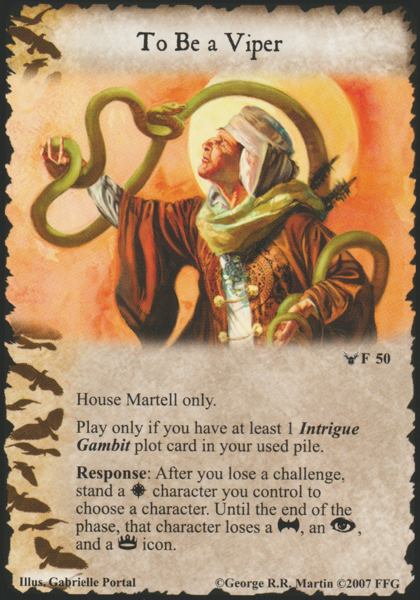 To Be a Viper
F 50
House Martell only.
Play only if you have at least 1 Intrigue
Gambit plot card in your used pile.
Response: After you lose a challenge,
stand a character you control to
choose a character. Until the end of the
phase, that character loses a , an ,
and a icon.
Illus. Gabrielle Portal ©George R.R. Martin ©2007 FFG